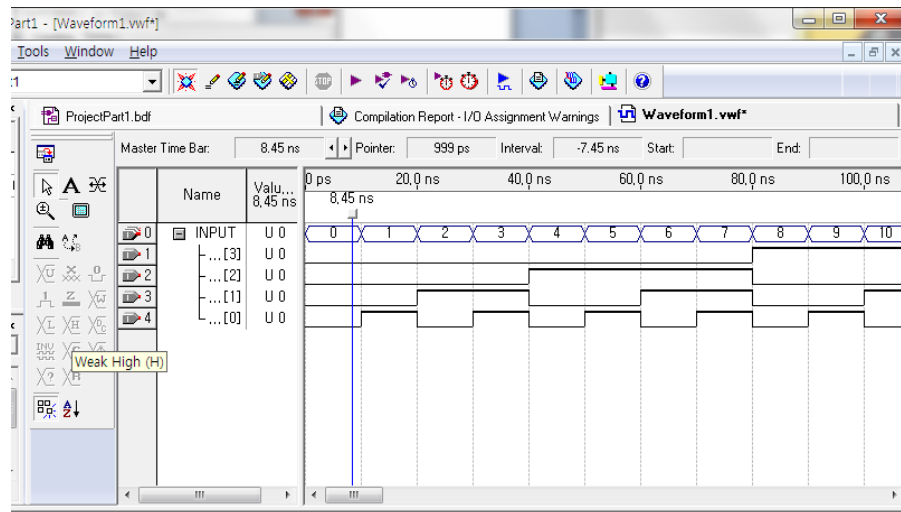 Part1 - [Waveform1.vwf*]
Tools Window Help
STOP
ProjectPart1.bdf
Compilation Report - I/O Assignment Warnings
Waveform1.vwf*
Master Time Bar: 8.45 ns Pointer: 999 ps Interval: -7.45 ns Start: End:
Name Valu... 8,45 ns
0 ps 20,0 ns 40,0 ns 60,0 ns 80,0 ns 100,0 ns
8,45 ns
0 INPUT U 0 0 1 2 3 4 5 6 7 8 9 10
1 ...[3] U 0
2 ...[2] U 0
3 ...[1] U 0
4 ...[0] U 0
Weak High (H)